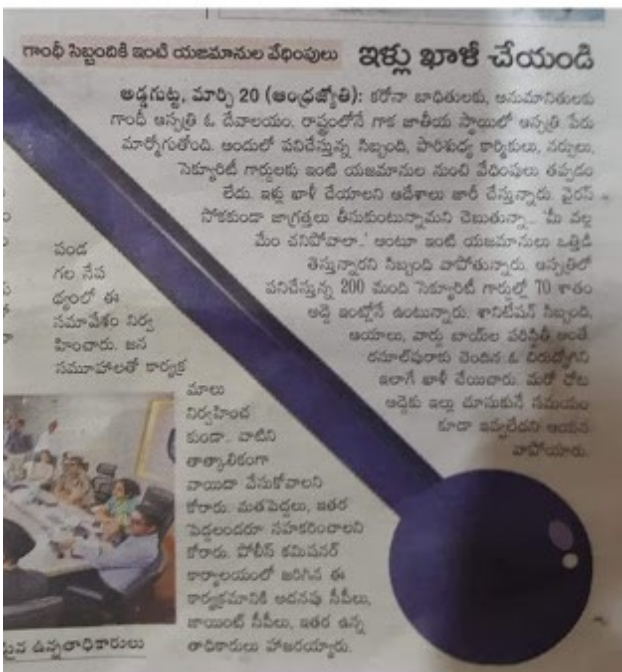 గాంధీ సిబ్బందికి ఇంటి యజమానుల వేధింపులు
ఇళ్లు ఖాళీ చేయండి
అడ్డగుట్ట, మార్చి 20 (ఆంధ్రజ్యోతి): కరోనా బాధితులకు, అనుమానితులకు
గాంధీ ఆస్పత్రి ఓ దేవాలయం. రాష్ట్రంలోనే గాక జాతీయ స్థాయిలో ఆస్పత్రి పేరు
మార్మోగుతోంది. అందులో పనిచేస్తున్న సిబ్బంది, పారిశుధ్య కార్మికులు, నర్సులు,
సెక్యూరిటీ గార్డులకు ఇంటి యజమానుల నుంచి వేధింపులు తప్పడం
లేదు. ఇళ్లు ఖాళీ చేయాలని ఆదేశాలు జారీ చేస్తున్నారు. వైరస్
సోకకుండా జాగ్రత్తలు తీసుకుంటున్నామని చెబుతున్నా.. 'మీ వల్ల
మేం చనిపోవాలా..' అంటూ ఇంటి యజమానులు ఒత్తిడి
తెస్తున్నారని సిబ్బంది వాపోతున్నారు. ఆస్పత్రిలో
పనిచేస్తున్న 200 మంది సెక్యూరిటీ గార్డుల్లో 70 శాతం
అద్దె ఇంట్లోనే ఉంటున్నారు. శానిటేషన్ సిబ్బంది,
ఆయాలు, వార్డు బాయ్‌ల పరిస్థితీ అంతే
రసూల్‌పురాకు చెందిన ఓ
ఇలాగే ఖాళీ చేయించారు. మరో చోట
అద్దెకు ఇల్లు చూసుకునే సమయం
కూడా ఇవ్వలేదని ఆయన
వాపోయారు.
పండ
గల నేప
థ్యంలో ఈ
సమావేశం నిర్వ
హించారు. జన
సమూహాలతో కార్యక్ర
మాలు
నిర్వహించ
కుండా.. వాటిని
తాత్కాలికంగా
వాయిదా వేసుకోవాలని
కోరారు. మతపెద్దలు, ఇతర
పెద్దలందరూ సహకరించాలని
కోరారు. పోలీస్ కమిషనర్
కార్యాలయంలో జరిగిన ఈ
కార్యక్రమానికి అదనపు సీపీలు,
జాయింట్ సీపీలు, ఇతర ఉన్న
తాధికారులు హాజరయ్యారు.
ఉన్నతాధికారులు